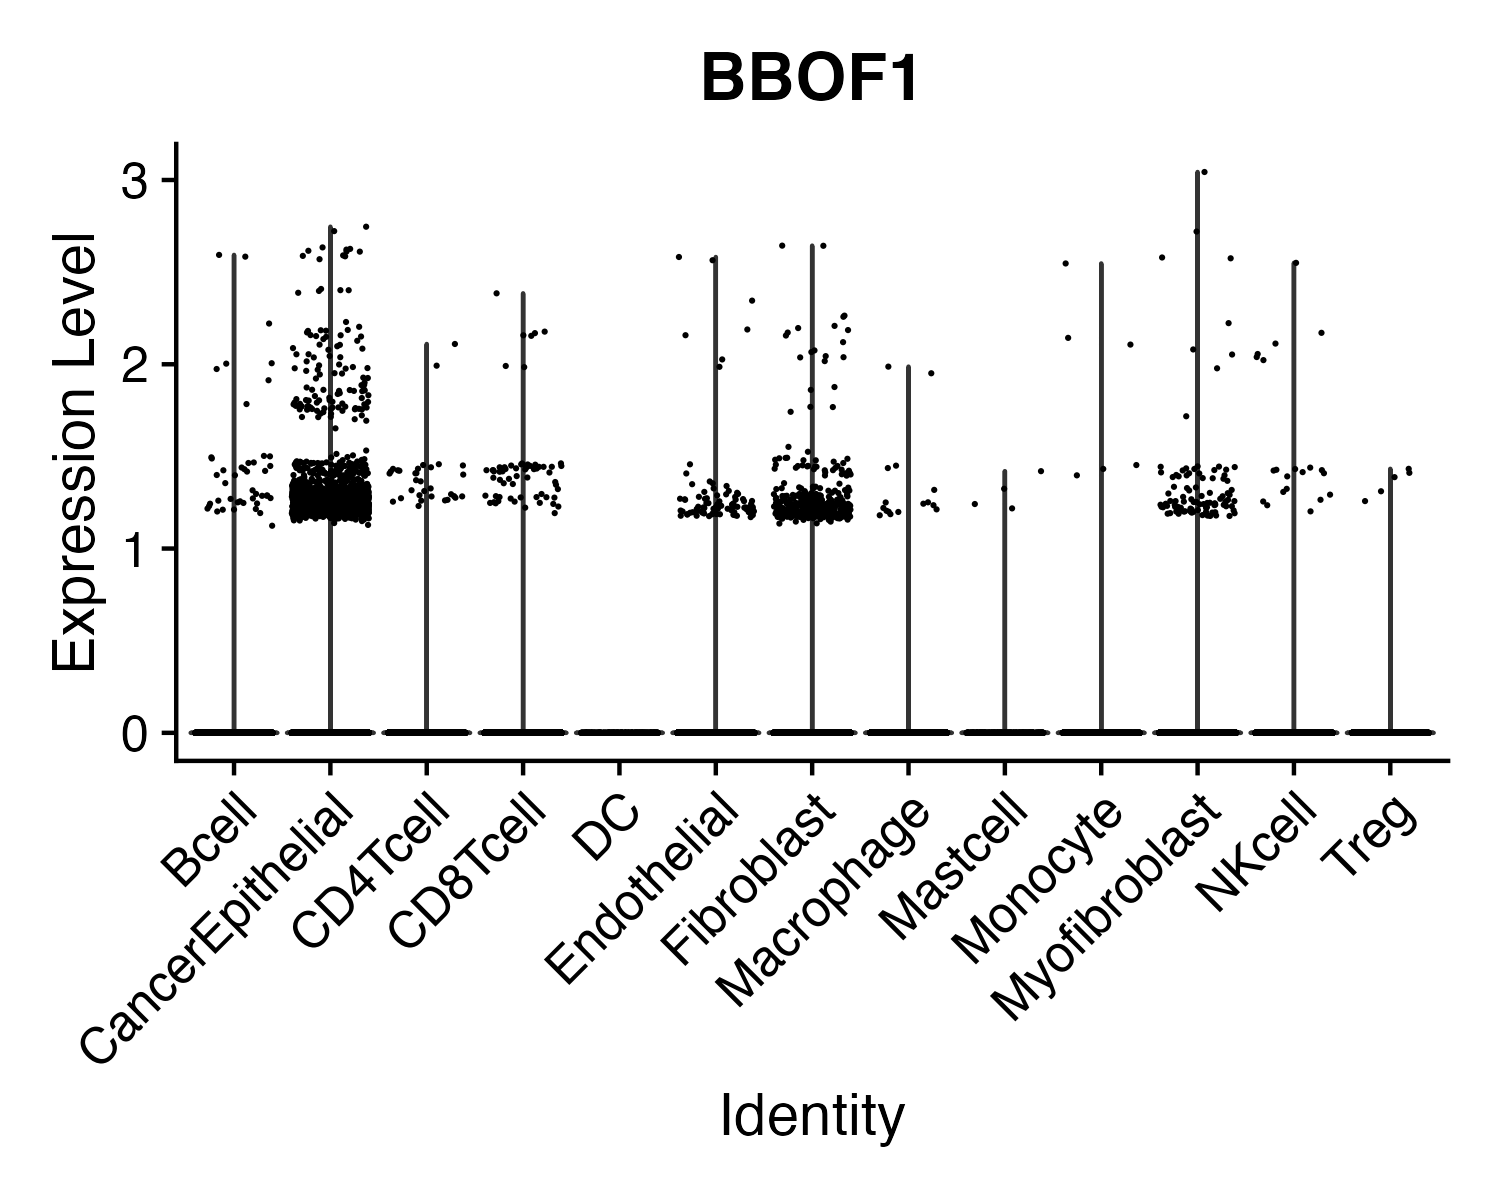 BBOF1
Expression Level
3
2
1
0
Bcell
CancerEpithelial
CD4Tcell
CD8Tcell
DC
Endothelial
Fibroblast
Macrophage
Mastcell
Monocyte
Myofibroblast
NKcell
Treg
Identity